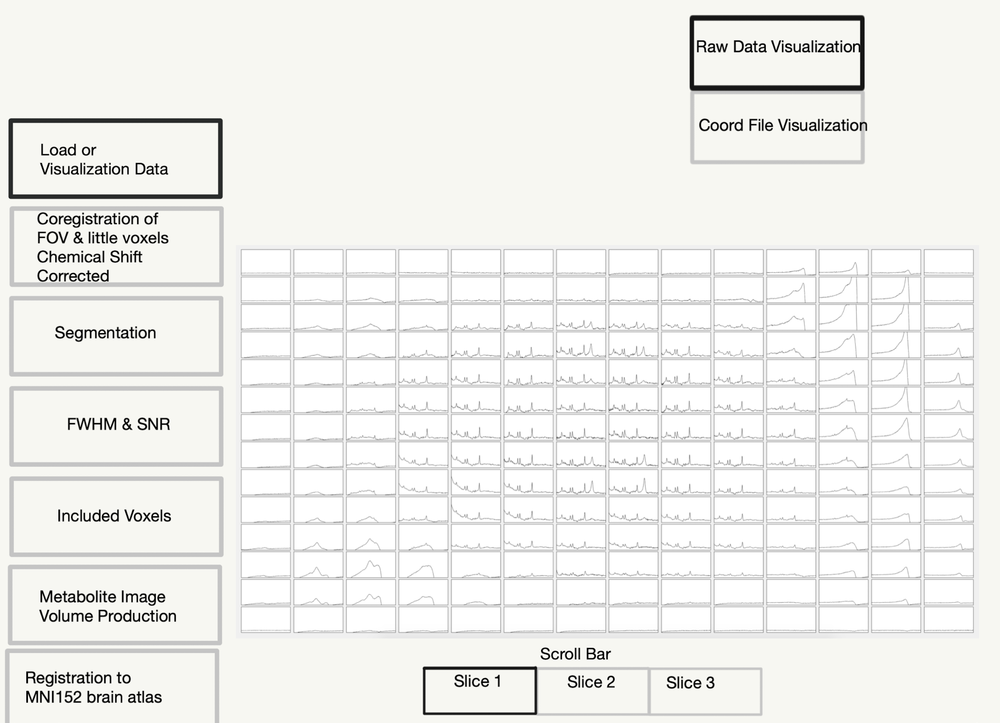 Raw Data Visualization
Coord File Visualization
Load or
Visualization Data
Coregistration of
FOV & little voxels
Chemical Shift
Corrected
Segmentation
FWHM & SNR
Included Voxels
Metabolite Image
Volume Production
Registration to
MNI152 brain atlas
Scroll Bar
Slice 1
Slice 2
Slice 3